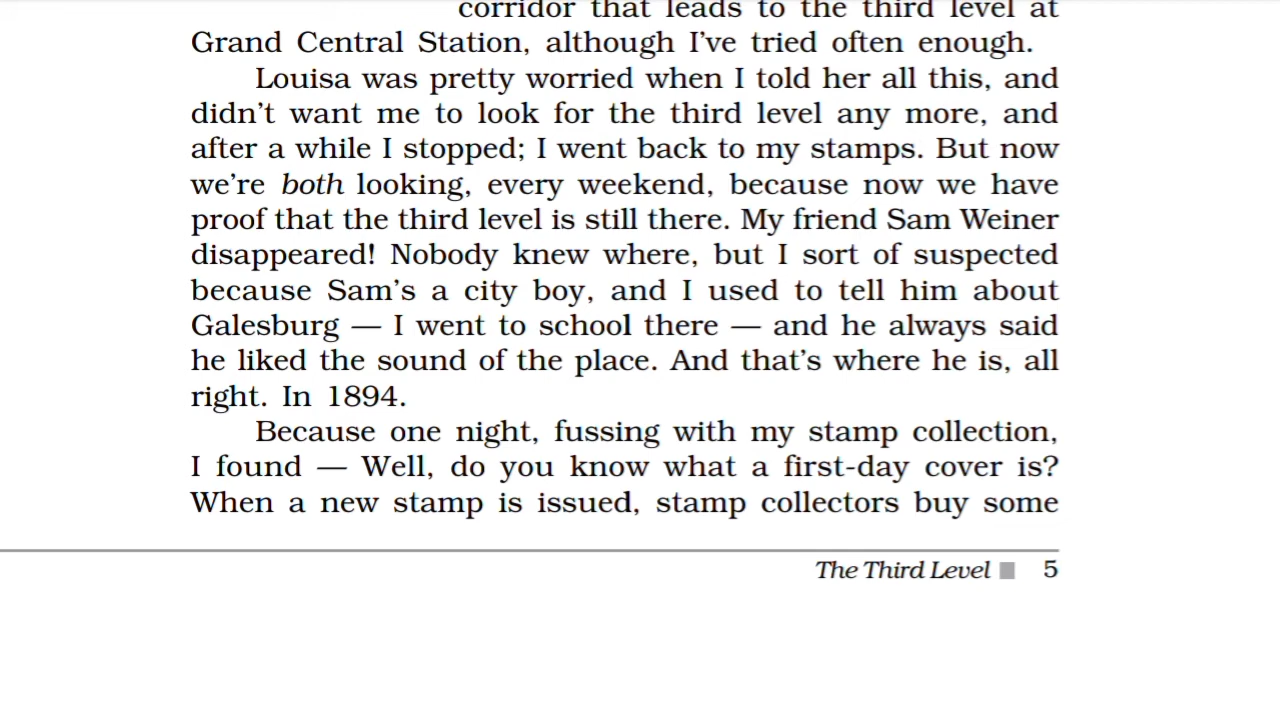 corridor that leads to the third level at
Grand Central Station, although I've tried often enough.
Louisa was pretty worried when I told her all this, and
didn't want me to look for the third level any more, and
after a while I stopped; I went back to my stamps. But now
we're both looking, every weekend, because now we have
proof that the third level is still there. My friend Sam Weiner
disappeared! Nobody knew where, but I sort of suspected
because Sam's a city boy, and I used to tell him about
Galesburg — I went to school there — and he always said
he liked the sound of the place. And that's where he is, all
right. In 1894.
Because one night, fussing with my stamp collection,
I found — Well, do you know what a first-day cover is?
When a new stamp is issued, stamp collectors buy some
The Third Level ■ 5